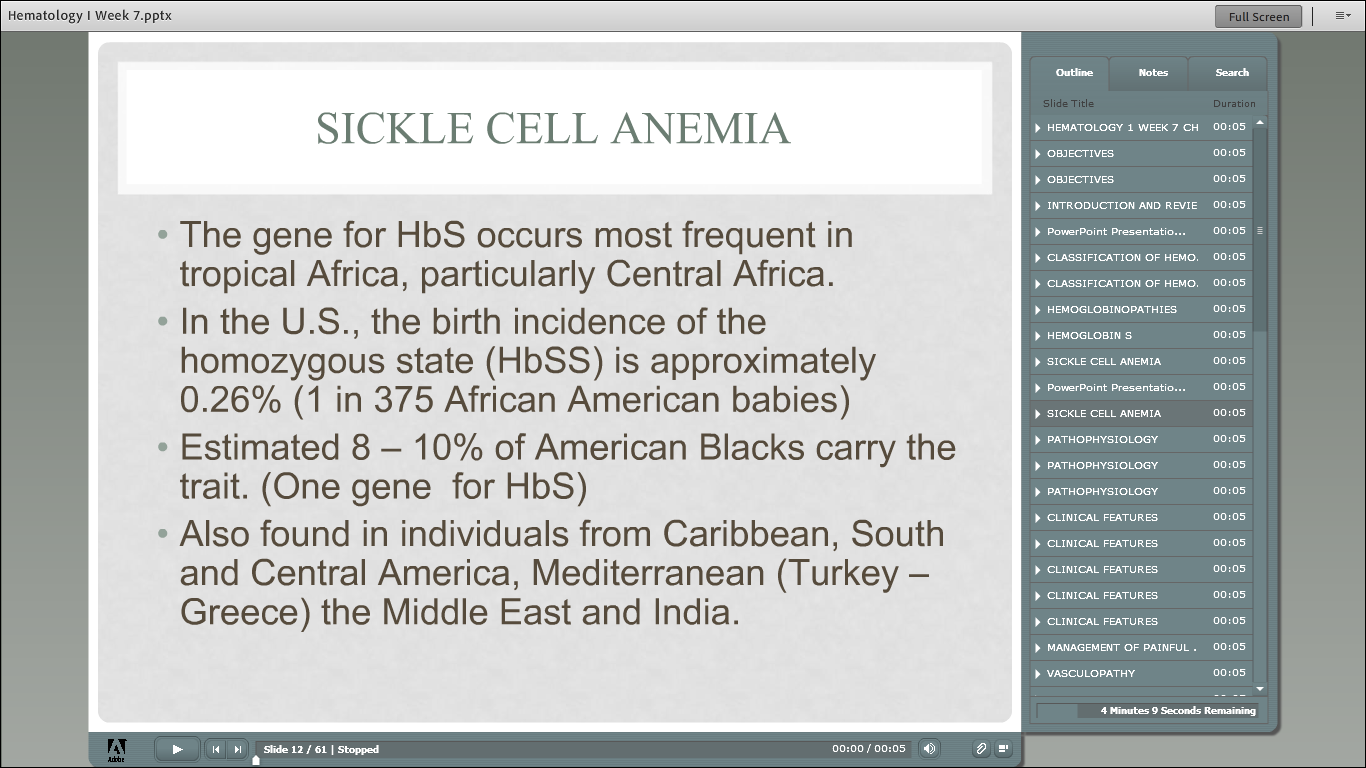 Hematology I Week 7.pptx
Full Screen
SICKLE CELL ANEMIA
• The gene for HbS occurs most frequent in
tropical Africa, particularly Central Africa.
• In the U.S., the birth incidence of the
homozygous state (HbSS) is approximately
0.26% (1 in 375 African American babies)
• Estimated 8 – 10% of American Blacks carry the
trait. (One gene  for HbS)
• Also found in individuals from Caribbean, South
and Central America, Mediterranean (Turkey –
Greece) the Middle East and India.
Outline Notes Search
Slide Title Duration
HEMATOLOGY 1 WEEK 7 CH 00:05
OBJECTIVES 00:05
OBJECTIVES 00:05
INTRODUCTION AND REVIE 00:05
PowerPoint Presentatio... 00:05
CLASSIFICATION OF HEMO. 00:05
CLASSIFICATION OF HEMO. 00:05
HEMOGLOBINOPATHIES 00:05
HEMOGLOBIN S 00:05
SICKLE CELL ANEMIA 00:05
PowerPoint Presentatio... 00:05
SICKLE CELL ANEMIA 00:05
PATHOPHYSIOLOGY 00:05
PATHOPHYSIOLOGY 00:05
PATHOPHYSIOLOGY 00:05
CLINICAL FEATURES 00:05
CLINICAL FEATURES 00:05
CLINICAL FEATURES 00:05
CLINICAL FEATURES 00:05
CLINICAL FEATURES 00:05
MANAGEMENT OF PAINFUL . 00:05
VASCULOPATHY 00:05
4 Minutes 9 Seconds Remaining
Adobe
Slide 12 / 61 | Stopped 00:00 / 00:05